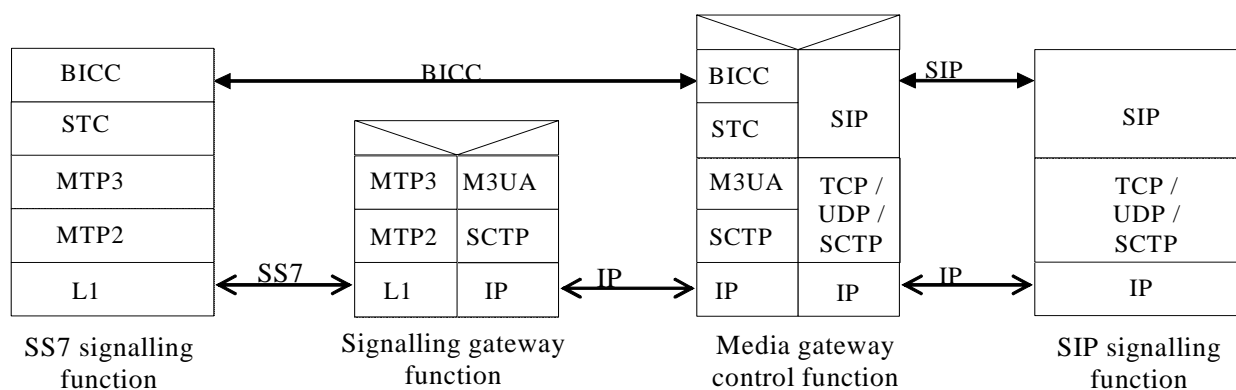 BICC
STC
MTP3
MTP2
L1
SS7 signalling
function
BICC
SS7
MTP3
M3UA
MTP2
SCTP
L1
IP
Signalling gateway
function
IP
BICC
STC
SIP
M3UA
TCP /
UDP /
SCTP
SCTP
IP
IP
Media gateway
control function
SIP
IP
SIP
TCP /
UDP /
SCTP
IP
SIP signalling
function